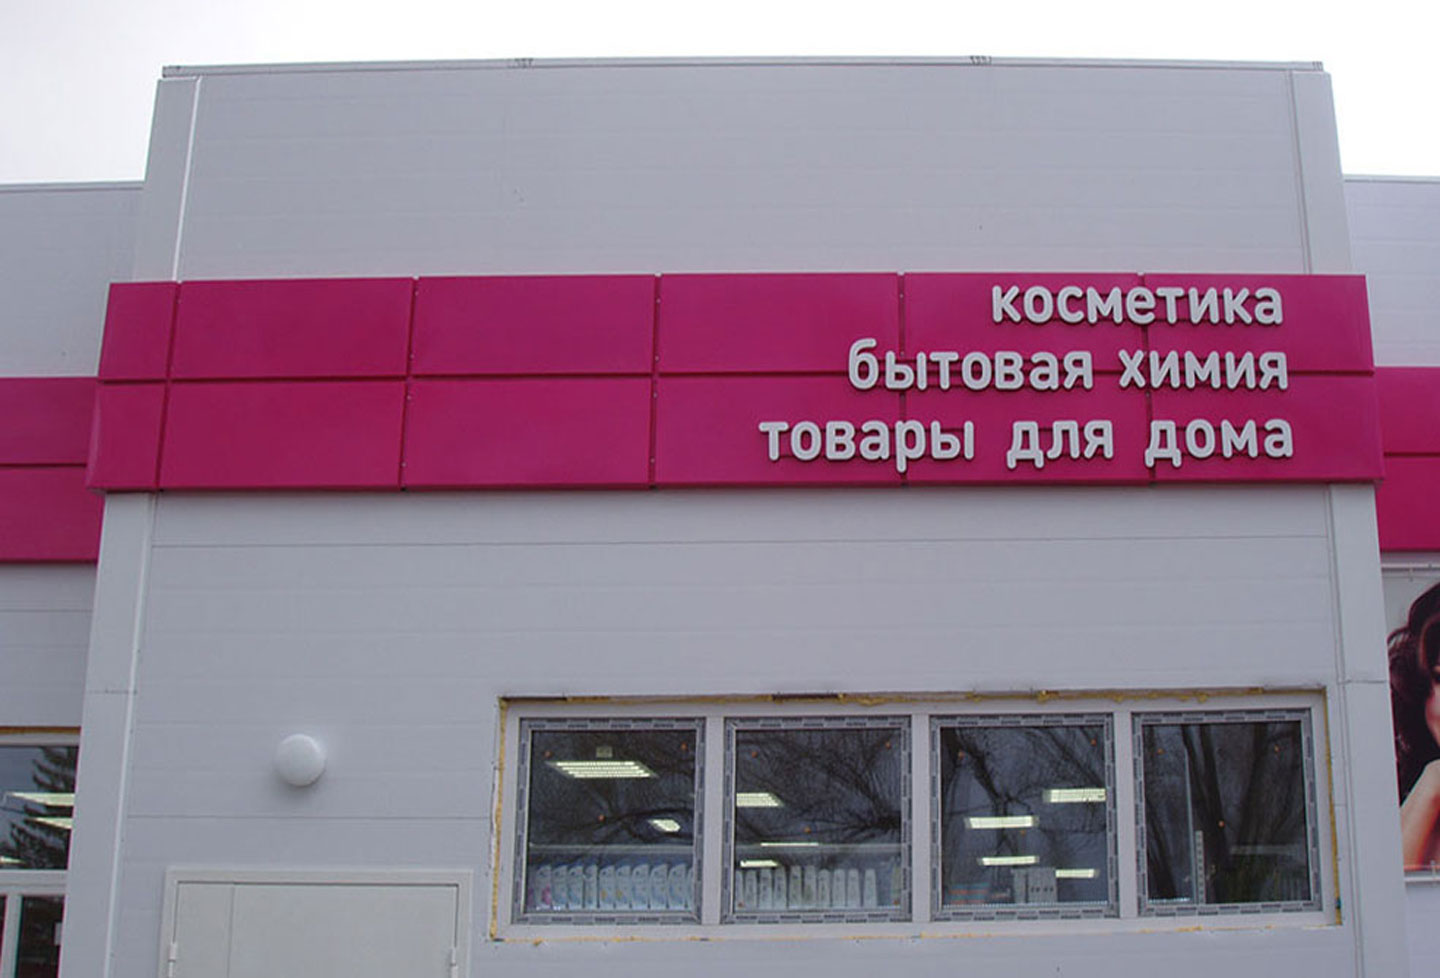 косметика
бытовая химия
товары для дома